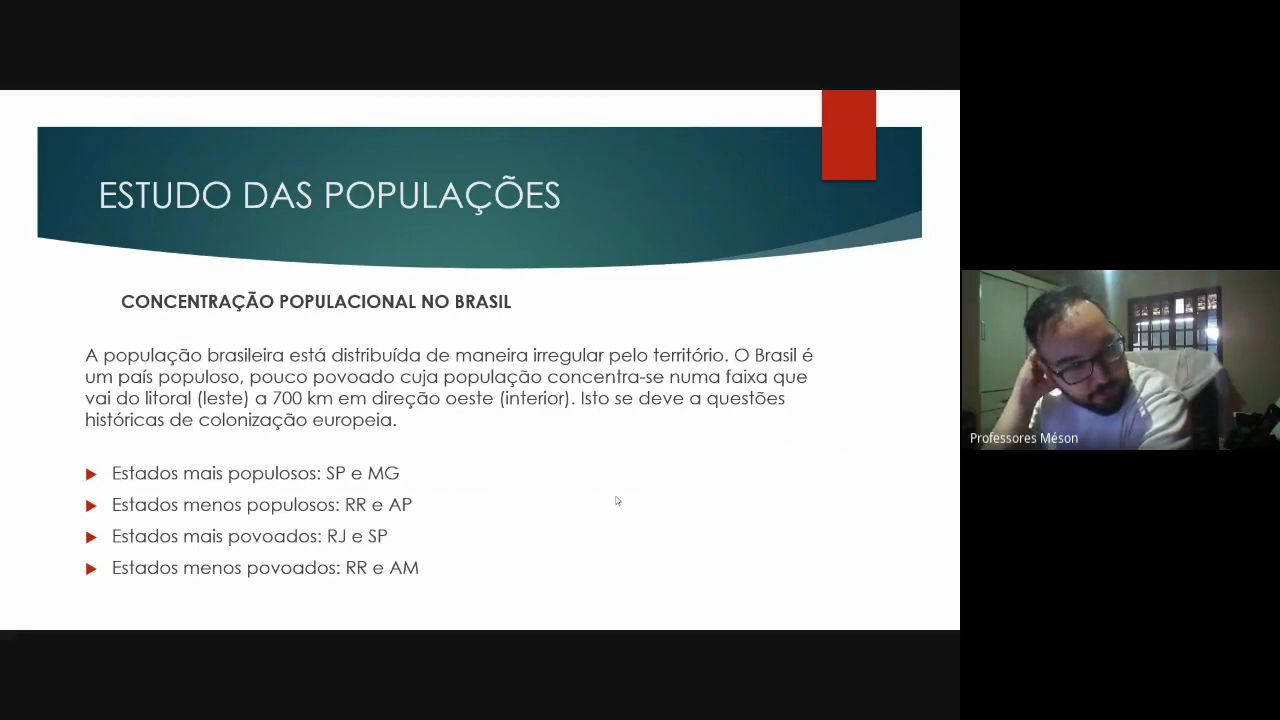 ESTUDO DAS POPULAÇÕES
CONCENTRAÇÃO POPULACIONAL NO BRASIL
A população brasileira está distribuída de maneira irregular pelo território. O Brasil é
um país populoso, pouco povoado cuja população concentra-se numa faixa que
vai do litoral (leste) a 700 km em direção oeste (interior). Isto se deve a questões
históricas de colonização europeia.
Estados mais populosos: SP e MG
Estados menos populosos: RR e AP
Estados mais povoados: RJ e SP
Estados menos povoados: RR e AM
Professores Méson